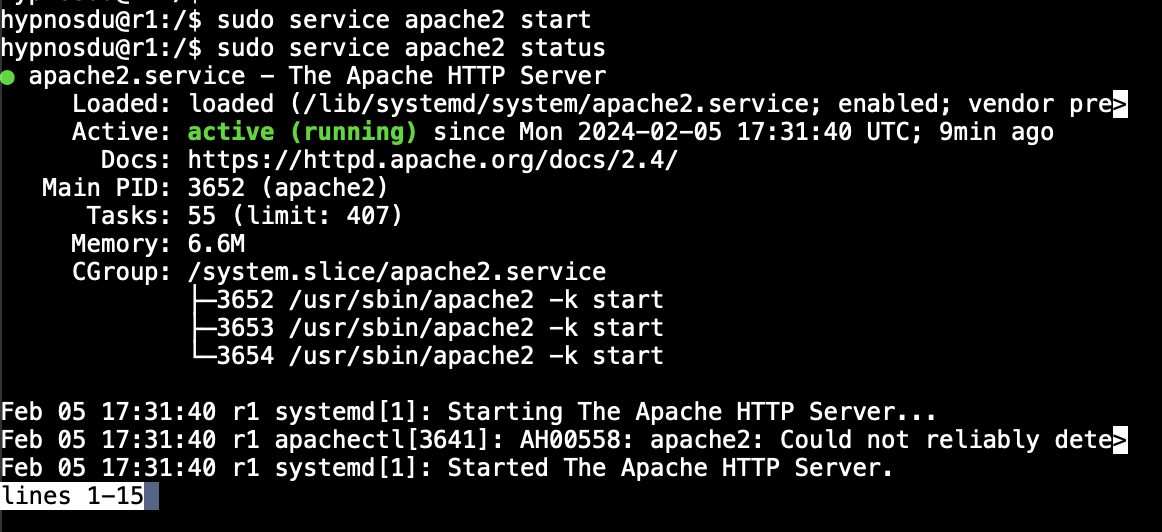 hypnosdu@r1:/$ sudo service apache2 start
hypnosdu@r1:/$ sudo service apache2 status
● apache2.service – The Apache HTTP Server
     Loaded: loaded (/lib/systemd/system/apache2.service; enabled; vendor pre>
     Active: active (running) since Mon 2024-02-05 17:31:40 UTC; 9min ago
       Docs: https://httpd.apache.org/docs/2.4/
   Main PID: 3652 (apache2)
      Tasks: 55 (limit: 407)
     Memory: 6.6M
     CGroup: /system.slice/apache2.service
             ├─3652 /usr/sbin/apache2 -k start
             ├─3653 /usr/sbin/apache2 -k start
             └─3654 /usr/sbin/apache2 -k start

Feb 05 17:31:40 r1 systemd[1]: Starting The Apache HTTP Server...
Feb 05 17:31:40 r1 apachectl[3641]: AH00558: apache2: Could not reliably dete>
Feb 05 17:31:40 r1 systemd[1]: Started The Apache HTTP Server.
lines 1-15